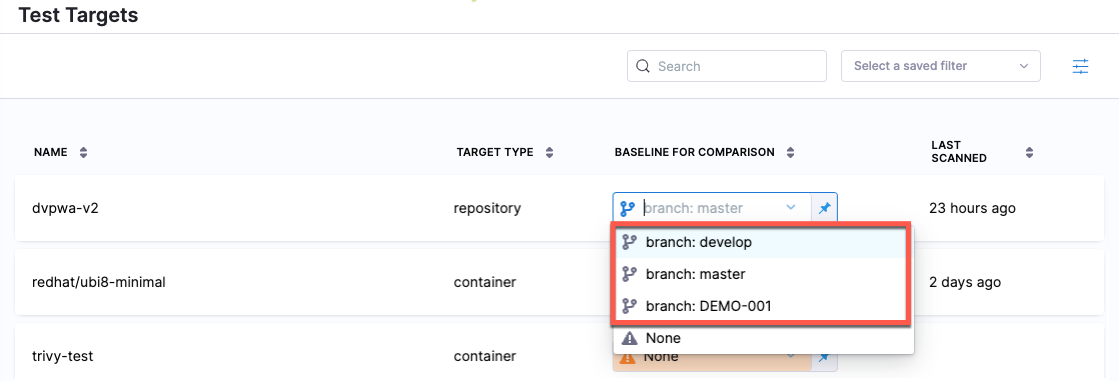 Test Targets
Search
Select a saved filter
NAME
TARGET TYPE
BASELINE FOR COMPARISON
LAST
SCANNED
dvpwa-v2
repository
branch: master
23 hours ago
branch: develop
branch: master
branch: DEMO-001
None
redhat/ubi8-minimal
container
2 days ago
trivy-test
container
None